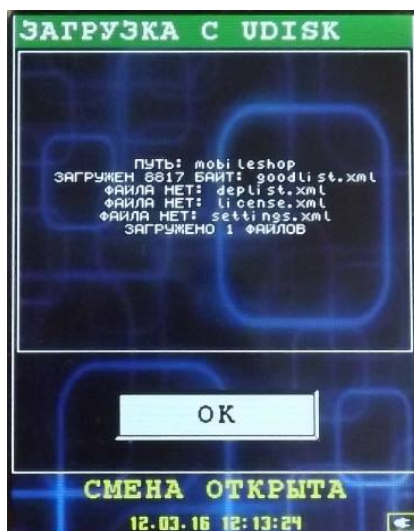 ЗАГРУЗКА С UDISK
ПУТЬ: mobileshop
ЗАГРУЖЕН 8817 БАЙТ: goodlist.xml
ФАЙЛА НЕТ: deplist.xml
ФАЙЛА НЕТ: license.xml
ФАЙЛА НЕТ: settings.xml
ЗАГРУЖЕНО 1 ФАЙЛОВ
OK
СМЕНА ОТКРЫТА
12.03.16 12:13:24